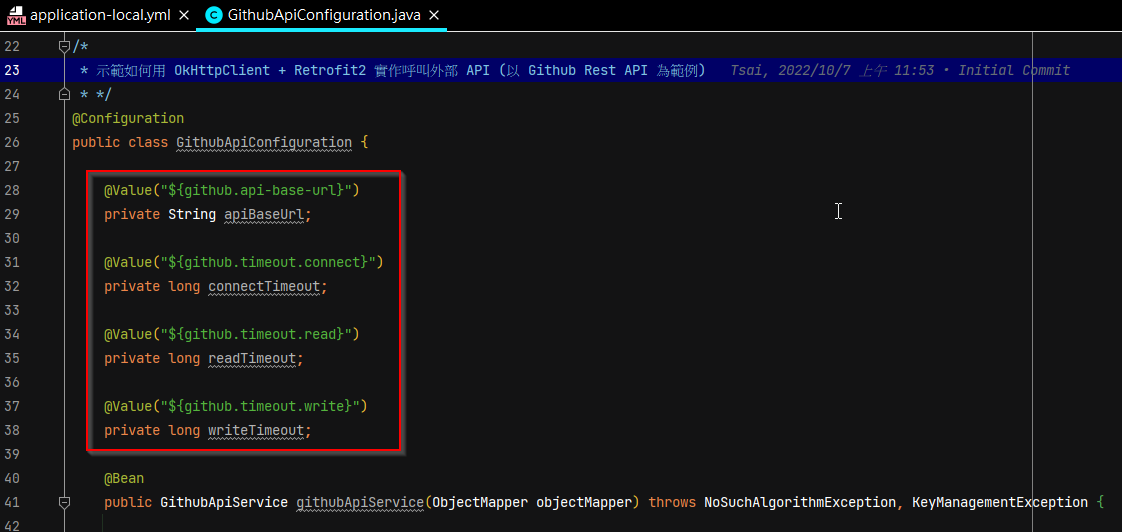 YML application-local.yml × C GithubApiConfiguration.java ×
22 /*
23 * 示範如何用 OkHttpClient + Retrofit2 實作呼叫外部 API (以 Github Rest API 為範例) Tsai, 2022/10/7 上午 11:53 • Initial Commit
24 * */
25 @Configuration
26 public class GithubApiConfiguration {
27
28 @Value("${github.api-base-url}")
29 private String apiBaseUrl;
30
31 @Value("${github.timeout.connect}")
32 private long connectTimeout;
33
34 @Value("${github.timeout.read}")
35 private long readTimeout;
36
37 @Value("${github.timeout.write}")
38 private long writeTimeout;
39
40 @Bean
41 public GithubApiService githubApiService(ObjectMapper objectMapper) throws NoSuchAlgorithmException, KeyManagementException {
42